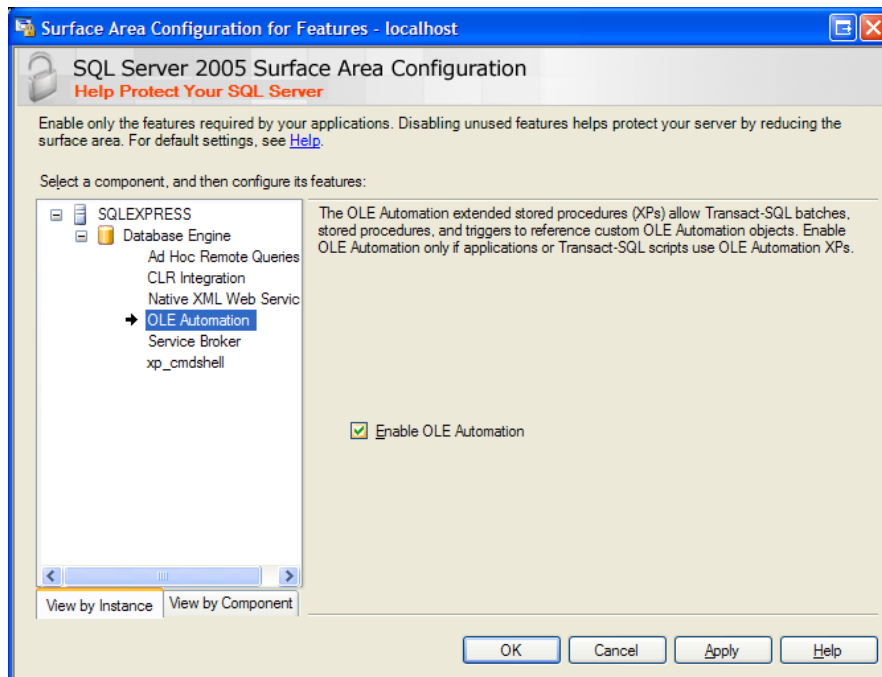 Surface Area Configuration for Features - localhost
SQL Server 2005 Surface Area Configuration
Help Protect Your SQL Server
Enable only the features required by your applications. Disabling unused features helps protect your server by reducing the
surface area. For default settings, see Help.
Select a component, and then configure its features:
SQLEXPRESS
Database Engine
Ad Hoc Remote Queries
CLR Integration
Native XML Web Servic
OLE Automation
Service Broker
xp_cmdshell
The OLE Automation extended stored procedures (XPs) allow Transact-SQL batches,
stored procedures, and triggers to reference custom OLE Automation objects. Enable
OLE Automation only if applications or Transact-SQL scripts use OLE Automation XPs.
Enable OLE Automation
View by Instance View by Component
OK Cancel Apply Help